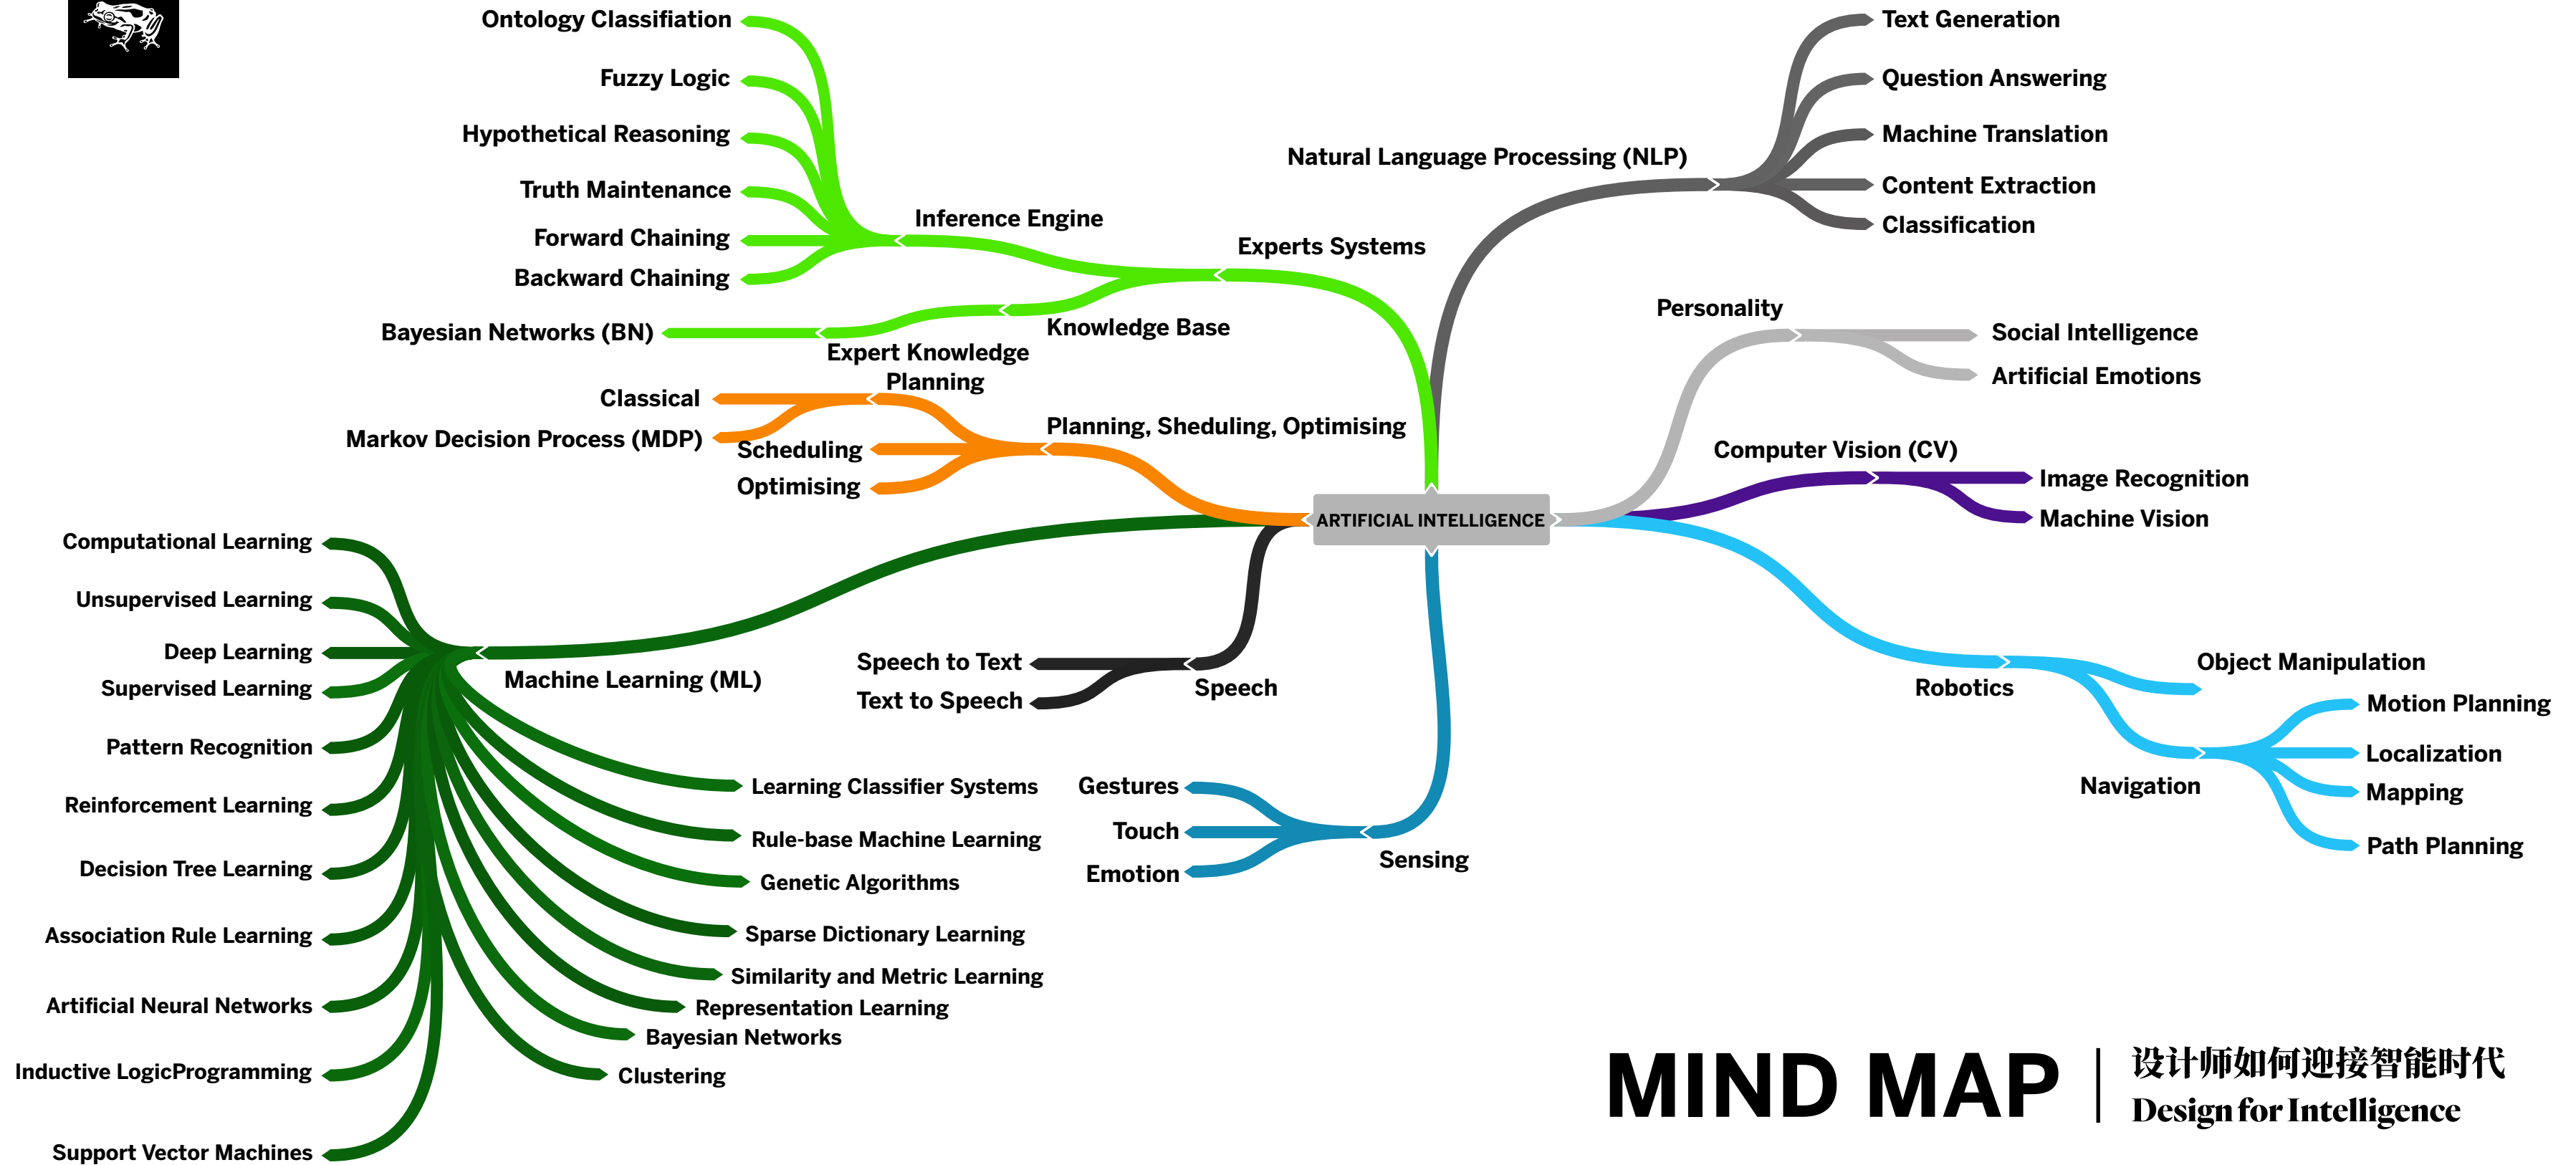 Ontology Classifiation
Fuzzy Logic
Hypothetical Reasoning
Truth Maintenance
Forward Chaining
Backward Chaining
Inference Engine
Experts Systems
Bayesian Networks (BN)
Knowledge Base
Expert Knowledge
Planning
Classical
Markov Decision Process (MDP)
Scheduling
Optimising
Planning, Sheduling, Optimising
Natural Language Processing (NLP)
Text Generation
Question Answering
Machine Translation
Content Extraction
Classification
Personality
Social Intelligence
Artificial Emotions
Computer Vision (CV)
Image Recognition
Machine Vision
ARTIFICIAL INTELLIGENCE
Computational Learning
Unsupervised Learning
Deep Learning
Supervised Learning
Pattern Recognition
Reinforcement Learning
Decision Tree Learning
Association Rule Learning
Artificial Neural Networks
Inductive LogicProgramming
Support Vector Machines
Machine Learning (ML)
Learning Classifier Systems
Rule-base Machine Learning
Genetic Algorithms
Sparse Dictionary Learning
Similarity and Metric Learning
Representation Learning
Bayesian Networks
Clustering
Speech to Text
Text to Speech
Speech
Gestures
Touch
Emotion
Sensing
Robotics
Object Manipulation
Navigation
Motion Planning
Localization
Mapping
Path Planning
MIND MAP
设计师如何迎接智能时代
Design for Intelligence